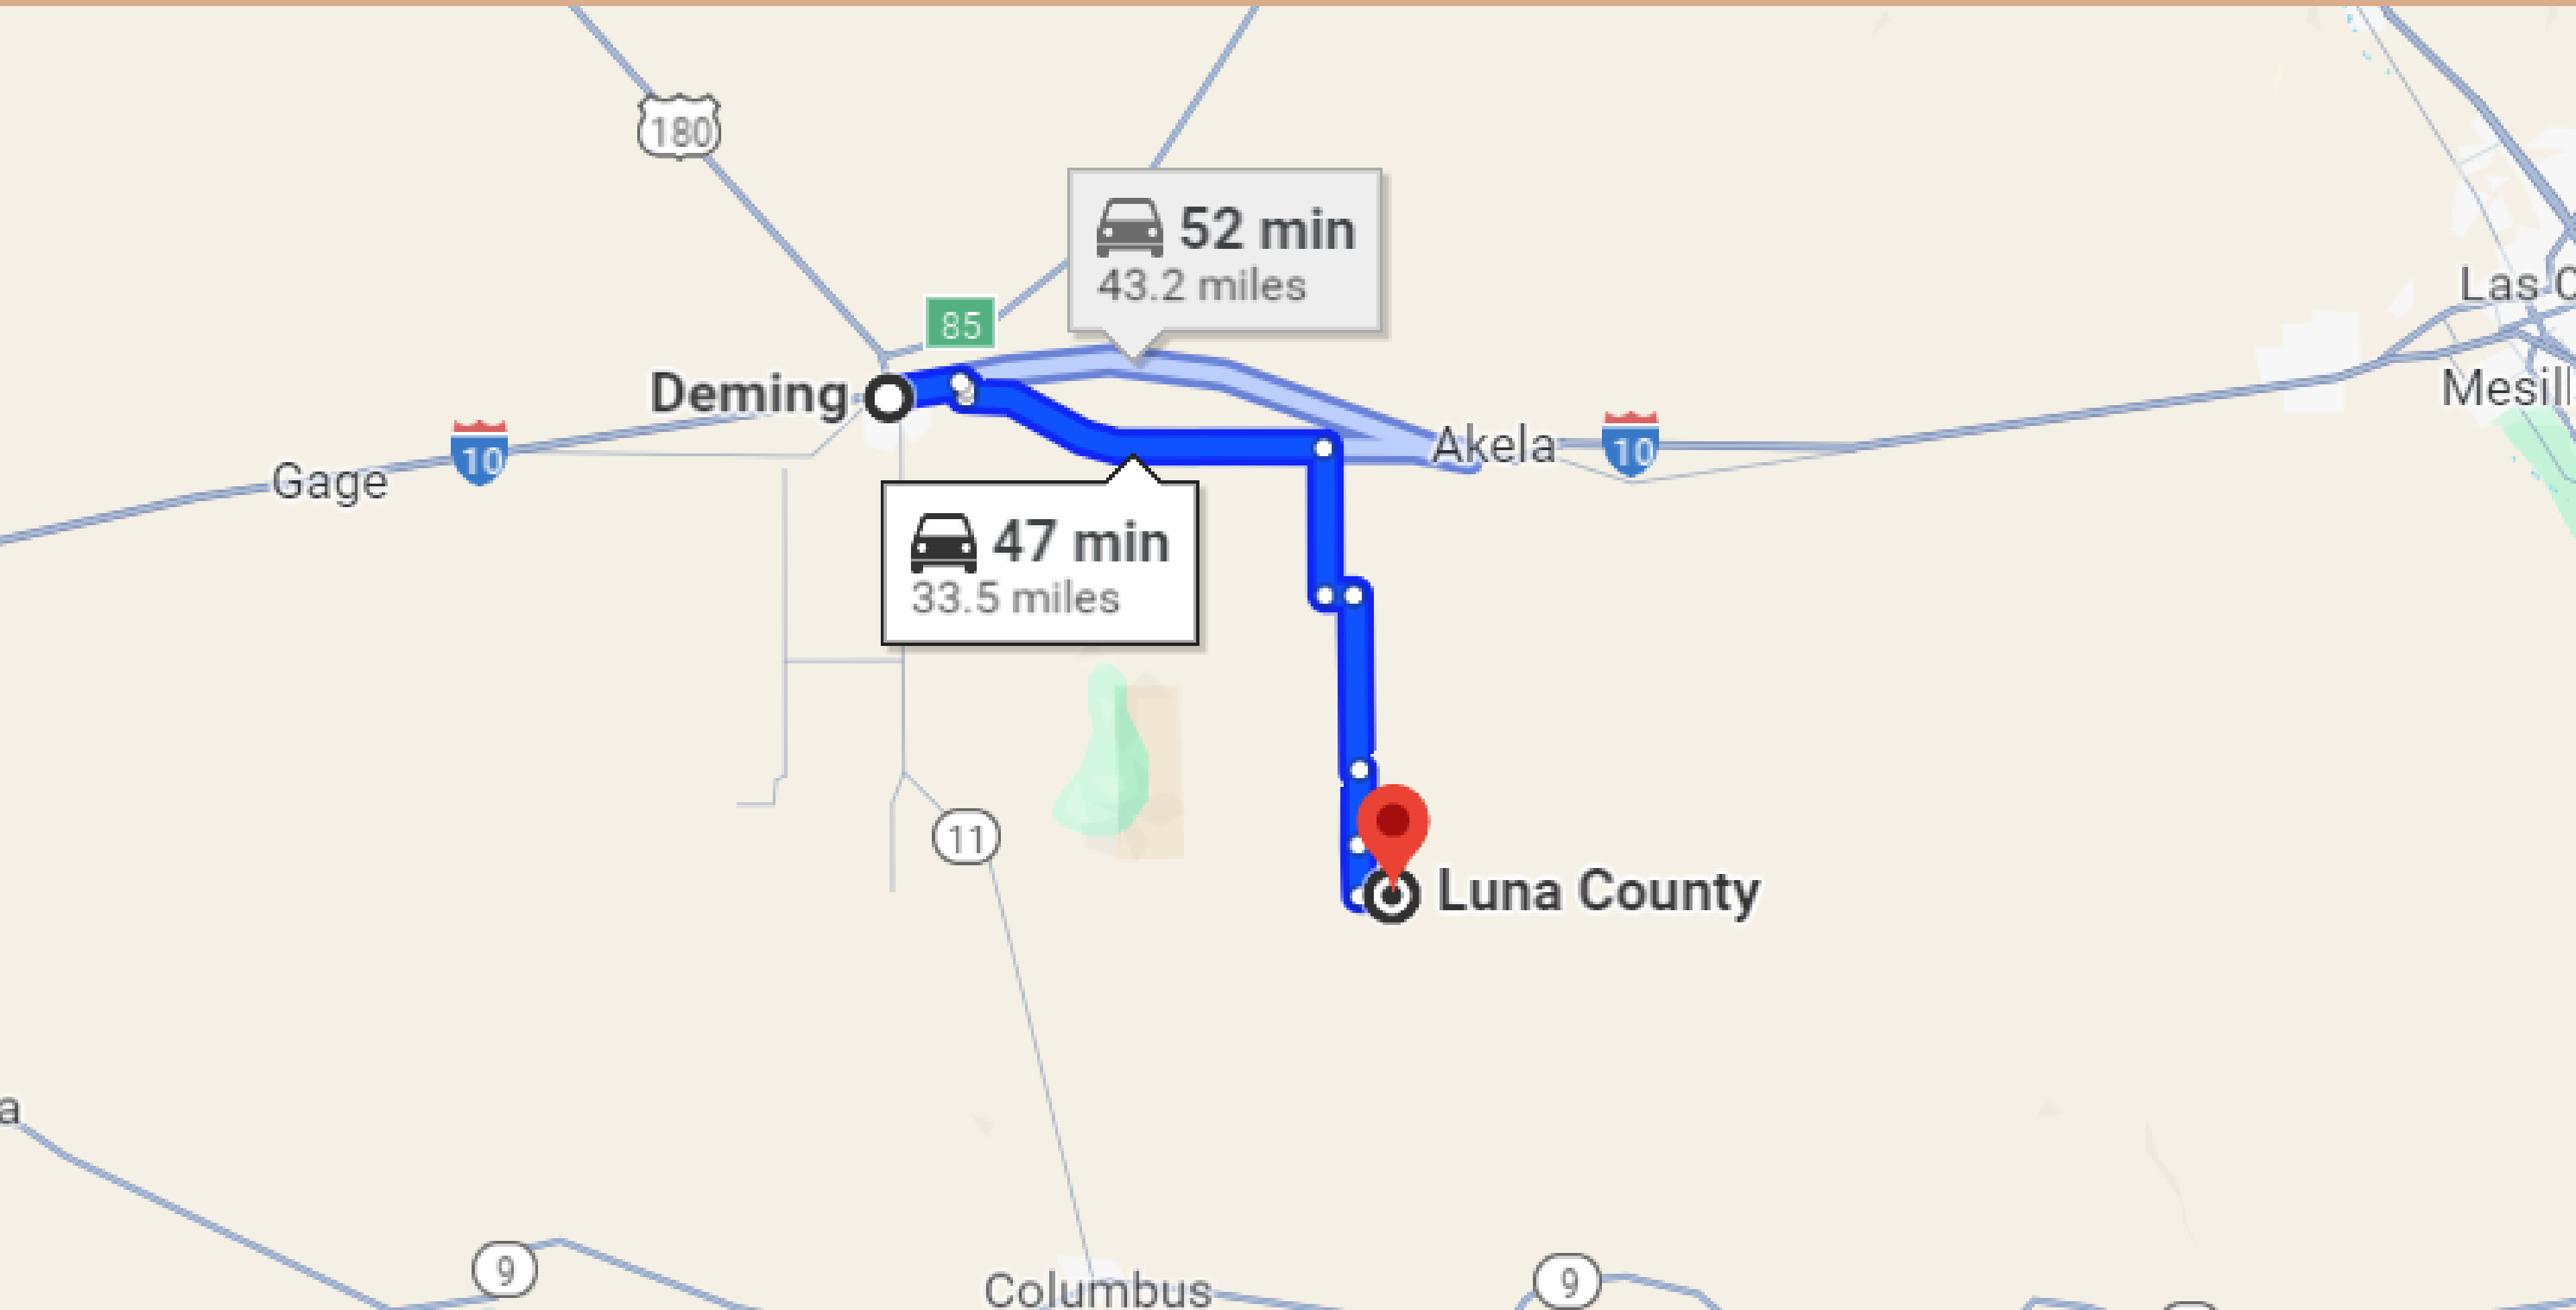 180
52 min
43.2 miles
Las C
85
Deming
Mesill
Akela
10
10
Gage
47 min
33.5 miles
11
Luna County
a
9
9
Columbus